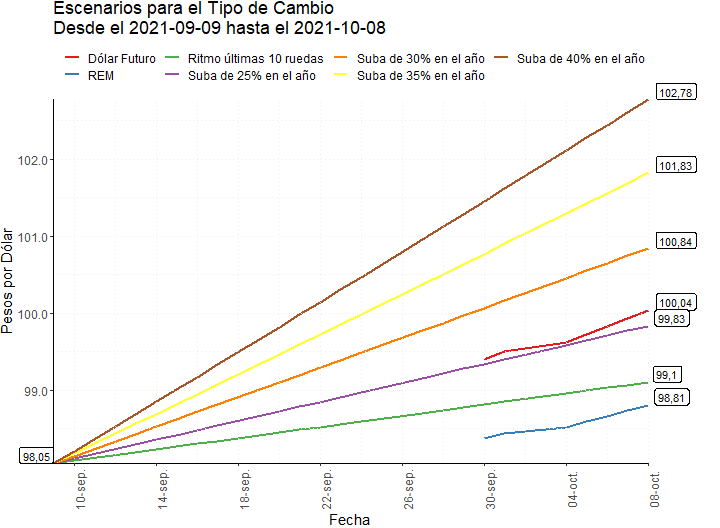 Escenarios para el Tipo de Cambio
Desde el 2021-09-09 hasta el 2021-10-08
Dólar Futuro Ritmo últimas 10 ruedas Suba de 30% en el año Suba de 40% en el año
REM Suba de 25% en el año Suba de 35% en el año
102,78
102.0
101,83
101.0
100,84
100.0
100,04
99,83
99.0
99,1
98,81
98,05
Pesos por Dólar
10-sep. 14-sep. 18-sep. 22-sep. 26-sep. 30-sep. 04-oct. 08-oct.
Fecha